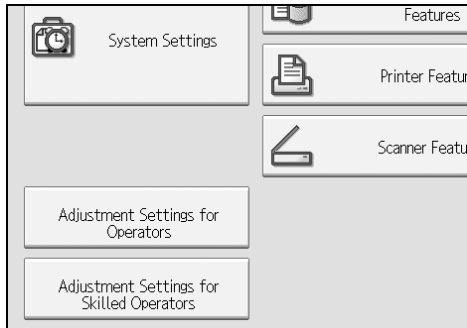 Features
System Settings
Printer Featur
Scanner Featu
Adjustment Settings for
Operators
Adjustment Settings for
Skilled Operators